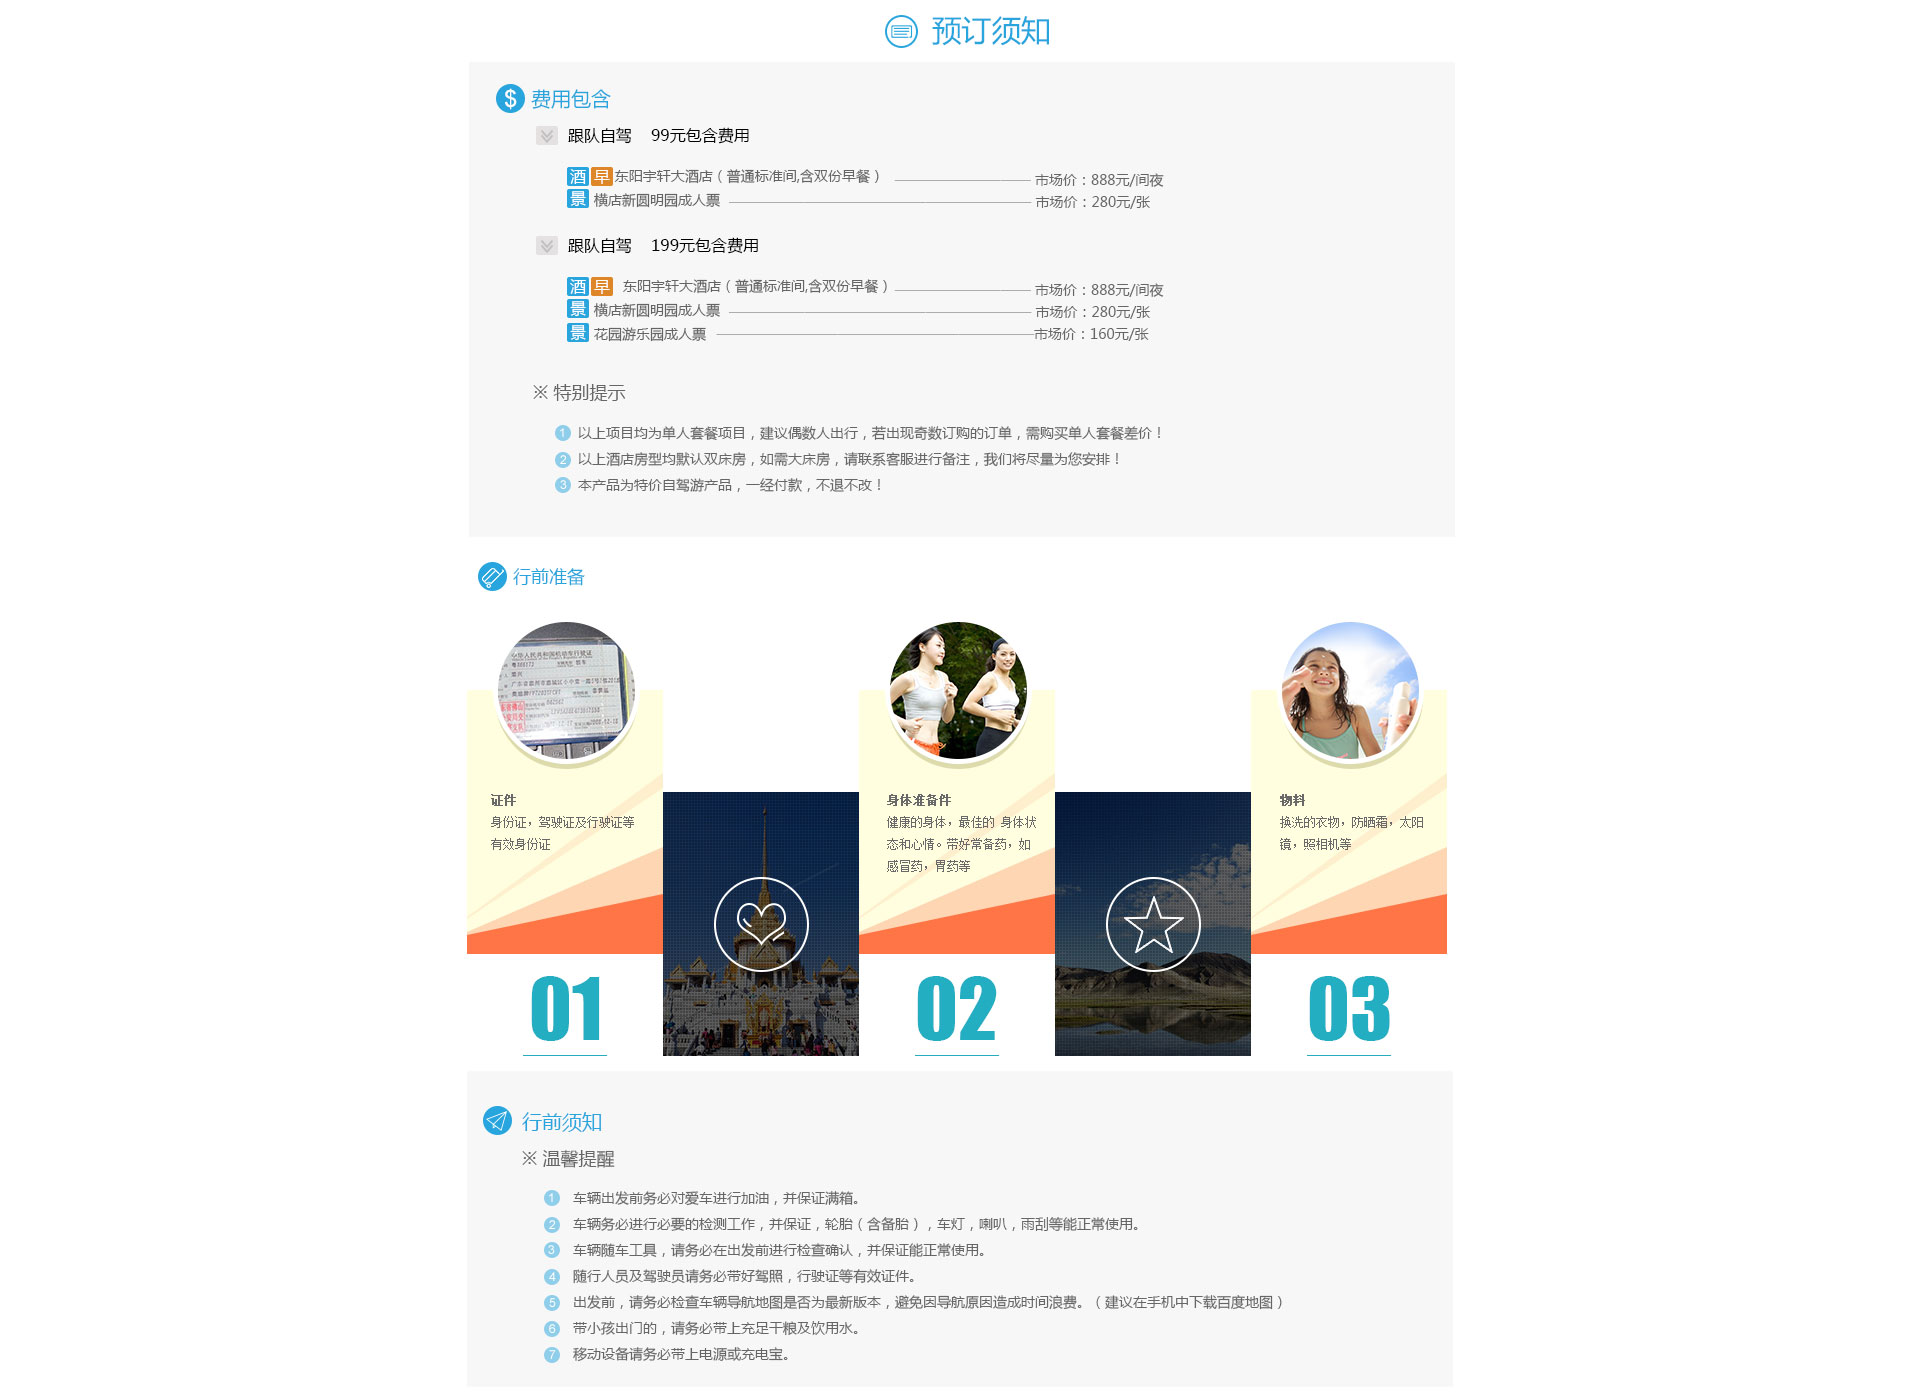 预订须知
$ 费用包含
跟队自驾 99元包含费用
酒 早 东阳宇轩大酒店（普通标准间,含双份早餐） 市场价：888元/间夜
景 横店新圆明园成人票 市场价：280元/张
跟队自驾 199元包含费用
酒 早 东阳宇轩大酒店（普通标准间,含双份早餐） 市场价：888元/间夜
景 横店新圆明园成人票 市场价：280元/张
景 花园游乐园成人票 市场价：160元/张
※ 特别提示
1 以上项目均为单人套餐项目，建议偶数人出行，若出现奇数订购的订单，需购买单人套餐差价！
2 以上酒店房型均默认双床房，如需大床房，请联系客服进行备注，我们将尽量为您安排！
3 本产品为特价自驾游产品，一经付款，不退不改！
行前准备
证件
身份证，驾驶证及行驶证等
有效身份证
01
身体准备件
健康的身体，最佳的 身体状
态和心情。带好常备药，如
感冒药，胃药等
02
物料
换洗的衣物，防晒霜，太阳
镜，照相机等
03
行前须知
※ 温馨提醒
1 车辆出发前务必对爱车进行加油，并保证满箱。
2 车辆务必进行必要的检测工作，并保证，轮胎（含备胎），车灯，喇叭，雨刮等能正常使用。
3 车辆随车工具，请务必在出发前进行检查确认，并保证能正常使用。
4 随行人员及驾驶员请务必带好驾照，行驶证等有效证件。
5 出发前，请务必检查车辆导航地图是否为最新版本，避免因导航原因造成时间浪费。（建议在手机中下载百度地图）
6 带小孩出门的，请务必带上充足干粮及饮用水。
7 移动设备请务必带上电源或充电宝。